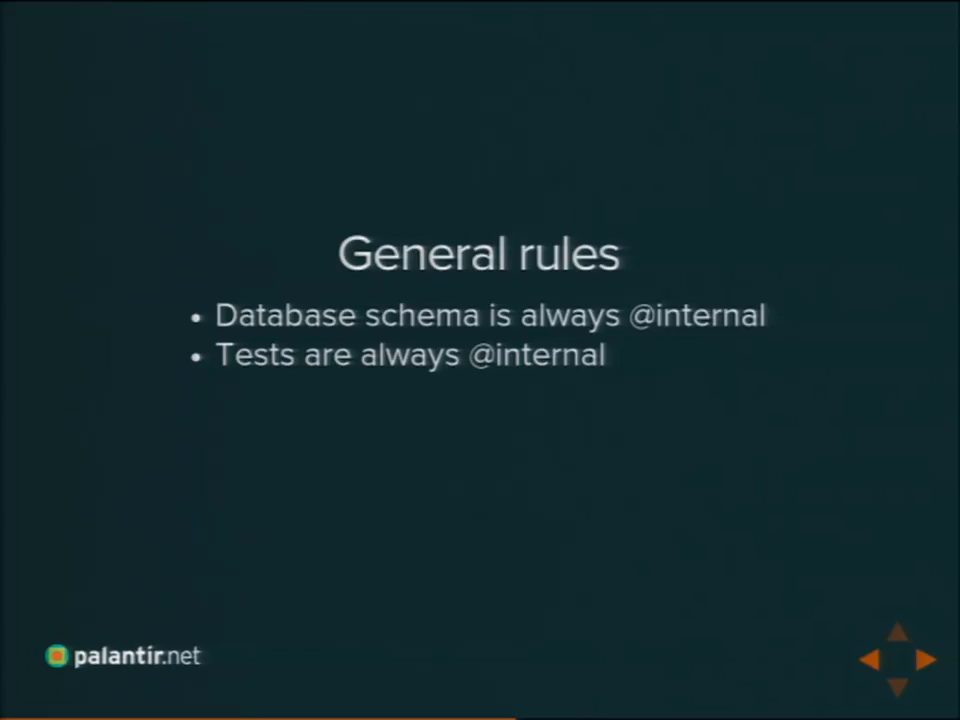 General rules
• Database schema is always @internal
• Tests are always @internal
palantir.net